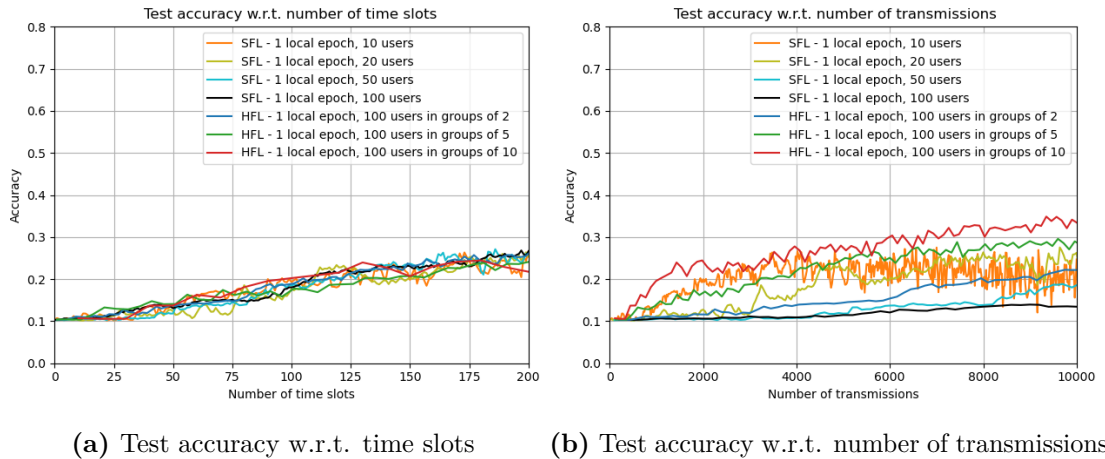 Test accuracy w.r.t. number of time slots
0.8
0.7
0.6
0.5
0.4
0.3
0.2
0.1
0.0
Accuracy
SFL - 1 local epoch, 10 users
SFL - 1 local epoch, 20 users
SFL - 1 local epoch, 50 users
SFL - 1 local epoch, 100 users
HFL - 1 local epoch, 100 users in groups of 2
HFL - 1 local epoch, 100 users in groups of 5
HFL - 1 local epoch, 100 users in groups of 10
0 25 50 75 100 125 150 175 200
Number of time slots
(a) Test accuracy w.r.t. time slots
Test accuracy w.r.t. number of transmissions
0.8
0.7
0.6
0.5
0.4
0.3
0.2
0.1
0.0
Accuracy
SFL - 1 local epoch, 10 users
SFL - 1 local epoch, 20 users
SFL - 1 local epoch, 50 users
SFL - 1 local epoch, 100 users
HFL - 1 local epoch, 100 users in groups of 2
HFL - 1 local epoch, 100 users in groups of 5
HFL - 1 local epoch, 100 users in groups of 10
0 2000 4000 6000 8000 10000
Number of transmissions
(b) Test accuracy w.r.t. number of transmissions